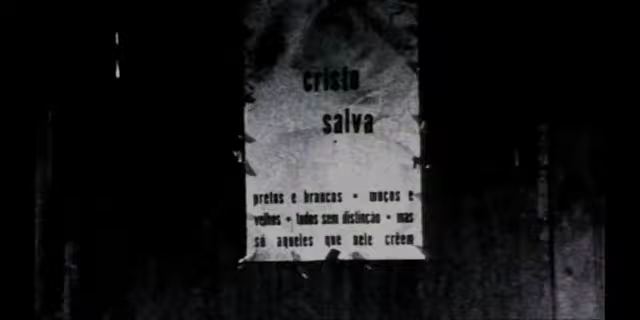 cristo
salva
pretos e brancos • moços e
velhos • todos sem distinção • mas
só aqueles que nele crêem